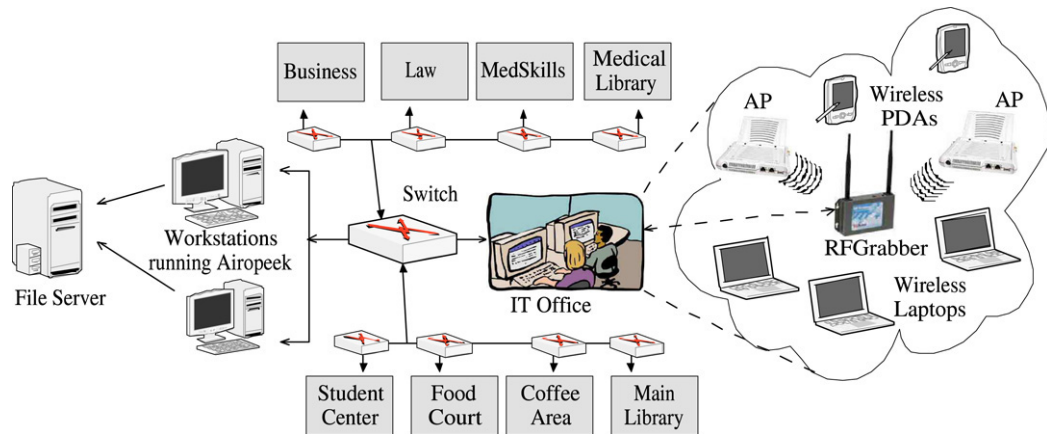 Business
Law
MedSkills
Medical
Library
AP
Wireless
PDAs
AP
Switch
Workstations
running Airopeek
File Server
IT Office
RFGrabber
Wireless
Laptops
Student
Center
Food
Court
Coffee
Area
Main
Library